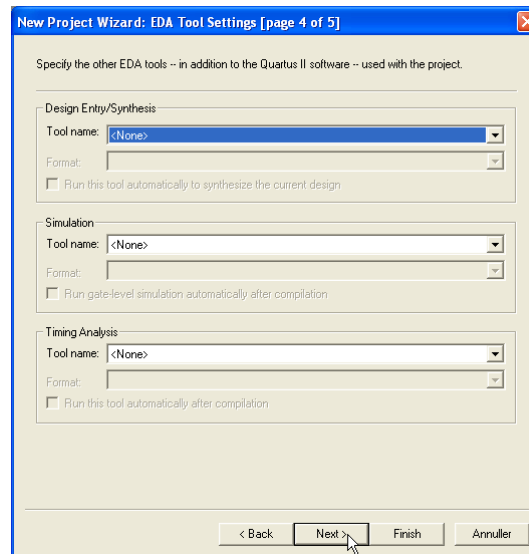 New Project Wizard: EDA Tool Settings [page 4 of 5]
Specify the other EDA tools -- in addition to the Quartus II software -- used with the project.
Design Entry/Synthesis
Tool name: <None>
Format:
Run this tool automatically to synthesize the current design
Simulation
Tool name: <None>
Format:
Run gate-level simulation automatically after compilation
Timing Analysis
Tool name: <None>
Format:
Run this tool automatically after compilation
< Back Next > Finish Annuller